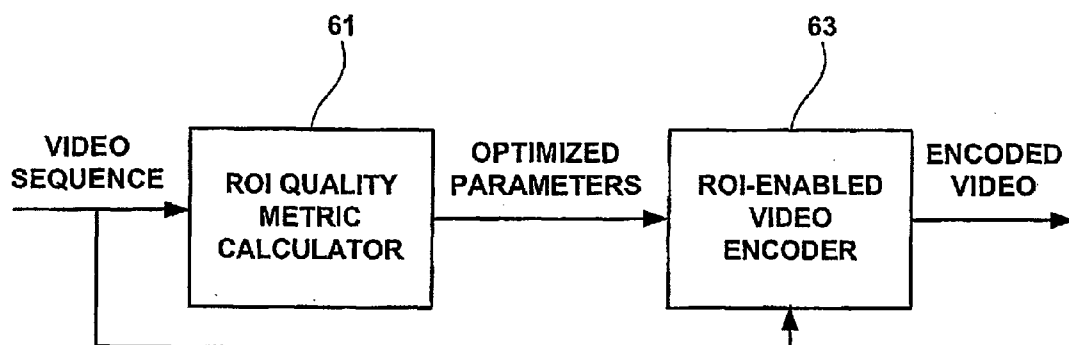 61
63
VIDEO
SEQUENCE
ROI QUALITY
METRIC
CALCULATOR
OPTIMIZED
PARAMETERS
ROI-ENABLED
VIDEO
ENCODER
ENCODED
VIDEO